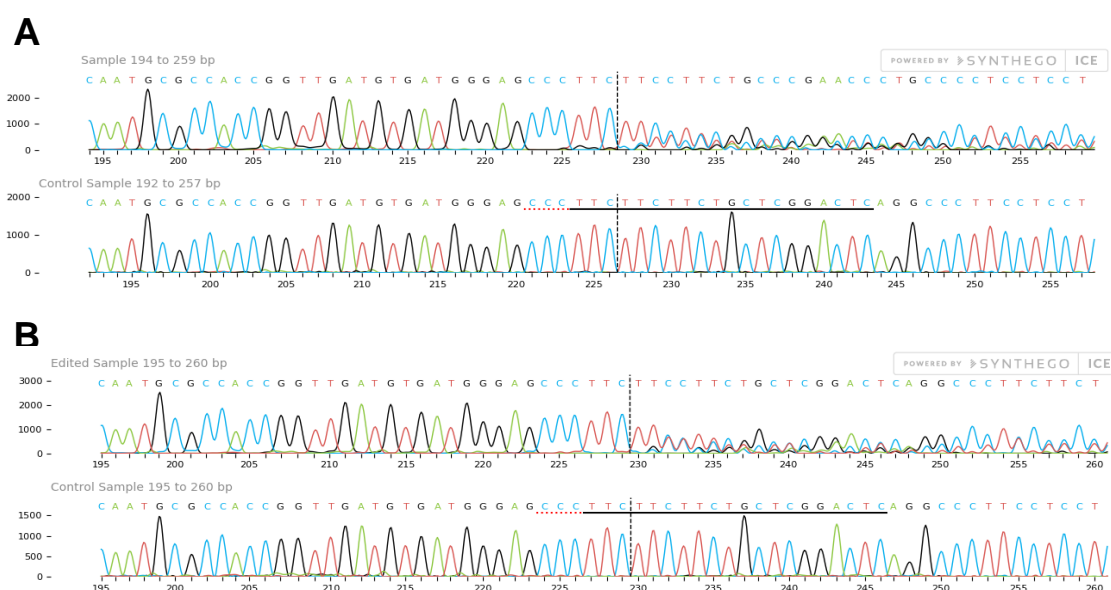 A
Sample 194 to 259 bp
POWERED BY SYNTHEGO ICE
C A A T G C G C C A C C G G T T G A T G T G A T G G G A G C C C T T C T T C C T T C T G C C C G A A C C C T G C C C C T C C T C C T
2000
1000
0
195 200 205 210 215 220 225 230 235 240 245 250 255
Control Sample 192 to 257 bp
2000
C A A T G C G C C A C C G G T T G A T G T G A T G G G A G C C C T T C T T C T T C T G C T C G G A C T C A G G C C C T T C C T C C T
1000
0
195 200 205 210 215 220 225 230 235 240 245 250 255
B
Edited Sample 195 to 260 bp
POWERED BY SYNTHEGO ICE
3000
C A A T G C G C C A C C G G T T G A T G T G A T G G G A G C C C T T C T T C C T T C T G C T C G G A C T C A G G C C C T T C T T C T
2000
1000
0
195 200 205 210 215 220 225 230 235 240 245 250 255 260
Control Sample 195 to 260 bp
C A A T G C G C C A C C G G T T G A T G T G A T G G G A G C C C T T C T T C T T C T G C T C G G A C T C A G G C C C T T C C T C C T
1500
1000
500
0
195 200 205 210 215 220 225 230 235 240 245 250 255 260